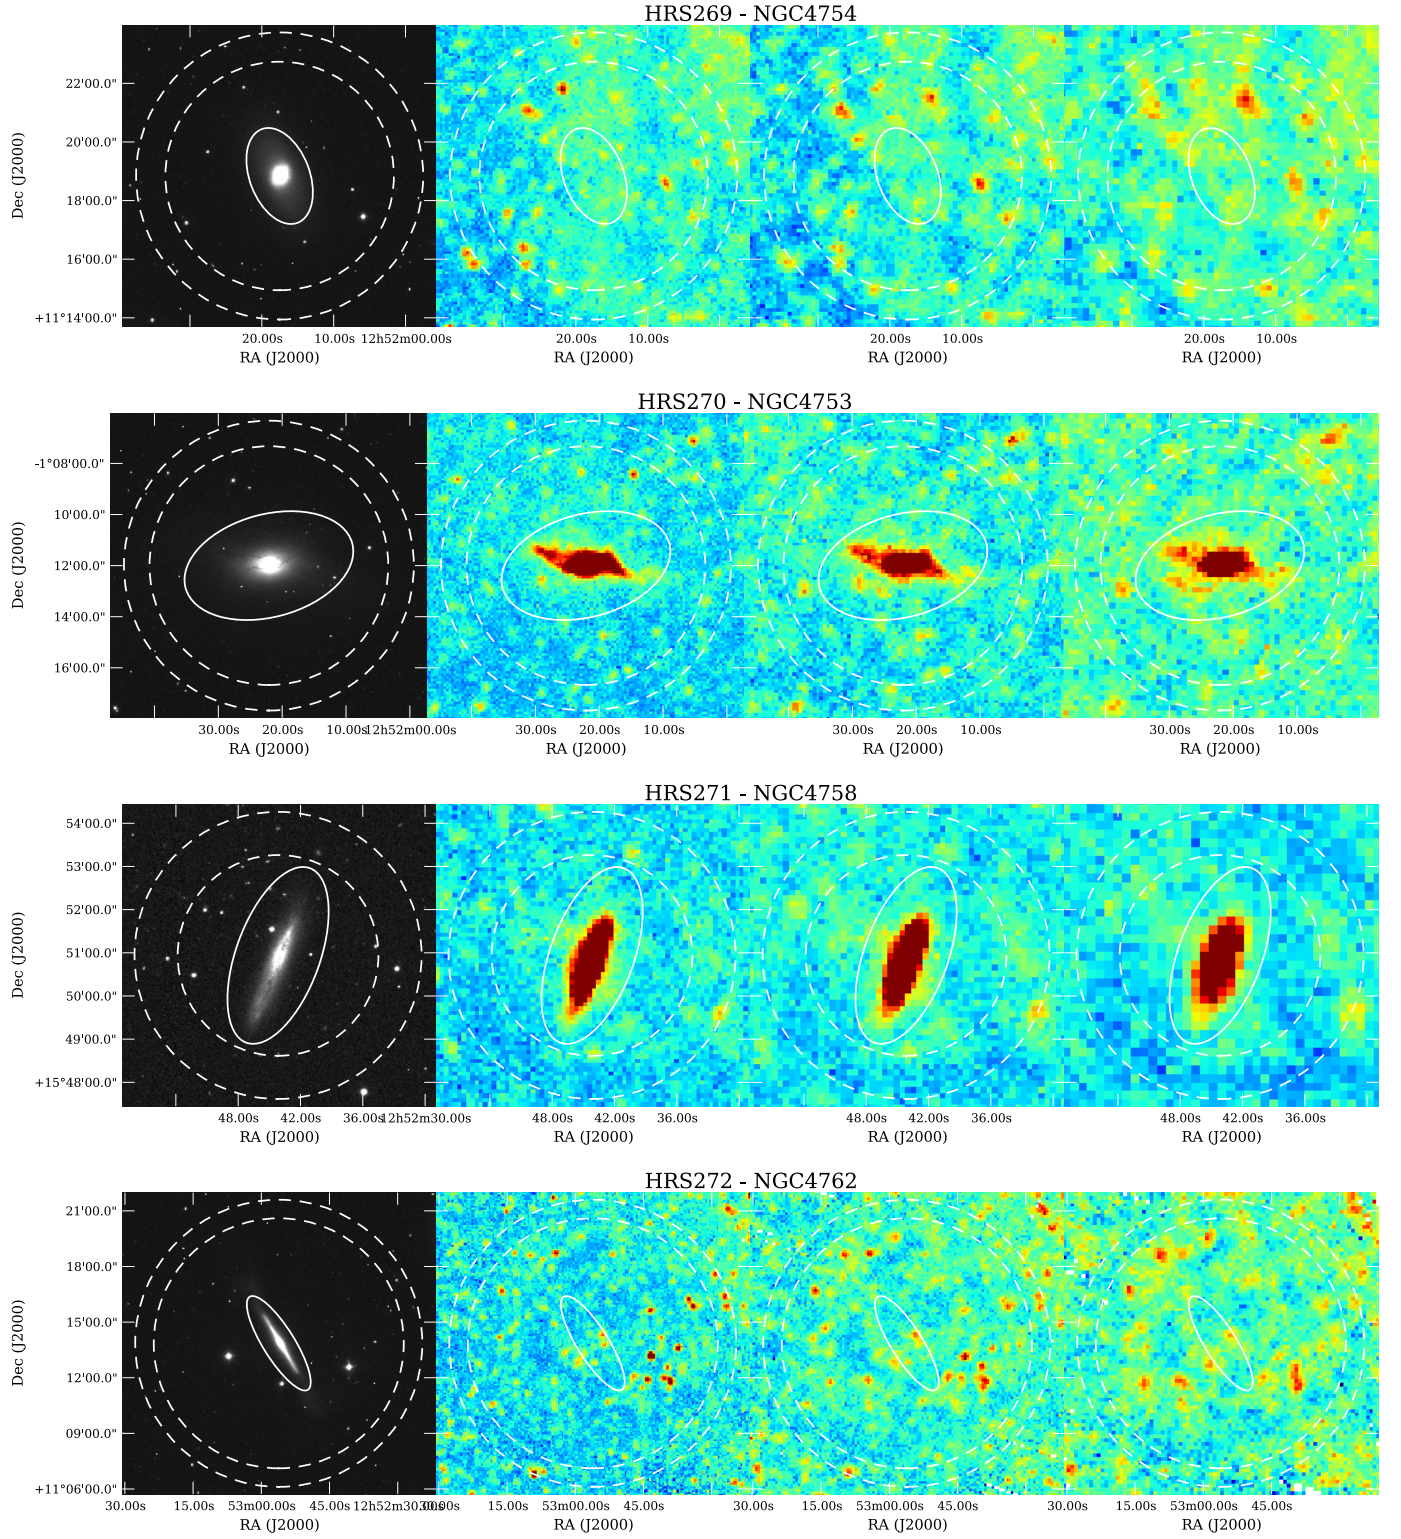 HRS269 - NGC4754
Dec (J2000)
22'00.0"
20'00.0"
18'00.0"
16'00.0"
+11°14'00.0"
20.00s 10.00s 12h52m00.00s 20.00s 10.00s 20.00s 10.00s 20.00s 10.00s
RA (J2000) RA (J2000) RA (J2000) RA (J2000)
HRS270 - NGC4753
Dec (J2000)
-1°08'00.0"
10'00.0"
12'00.0"
14'00.0"
16'00.0"
30.00s 20.00s 10.00s 12h52m00.00s 30.00s 20.00s 10.00s 30.00s 20.00s 10.00s 30.00s 20.00s 10.00s
RA (J2000) RA (J2000) RA (J2000) RA (J2000)
HRS271 - NGC4758
Dec (J2000)
54'00.0"
53'00.0"
52'00.0"
51'00.0"
50'00.0"
49'00.0"
+15°48'00.0"
48.00s 42.00s 36.00s 12h52m30.00s 48.00s 42.00s 36.00s 48.00s 42.00s 36.00s 48.00s 42.00s 36.00s
RA (J2000) RA (J2000) RA (J2000) RA (J2000)
HRS272 - NGC4762
Dec (J2000)
21'00.0"
18'00.0"
15'00.0"
12'00.0"
09'00.0"
+11°06'00.0"
30.00s 15.00s 53m00.00s 45.00s 12h52m30.00s 15.00s 53m00.00s 45.00s 30.00s 15.00s 53m00.00s 45.00s 30.00s 15.00s 53m00.00s 45.00s
RA (J2000) RA (J2000) RA (J2000) RA (J2000)